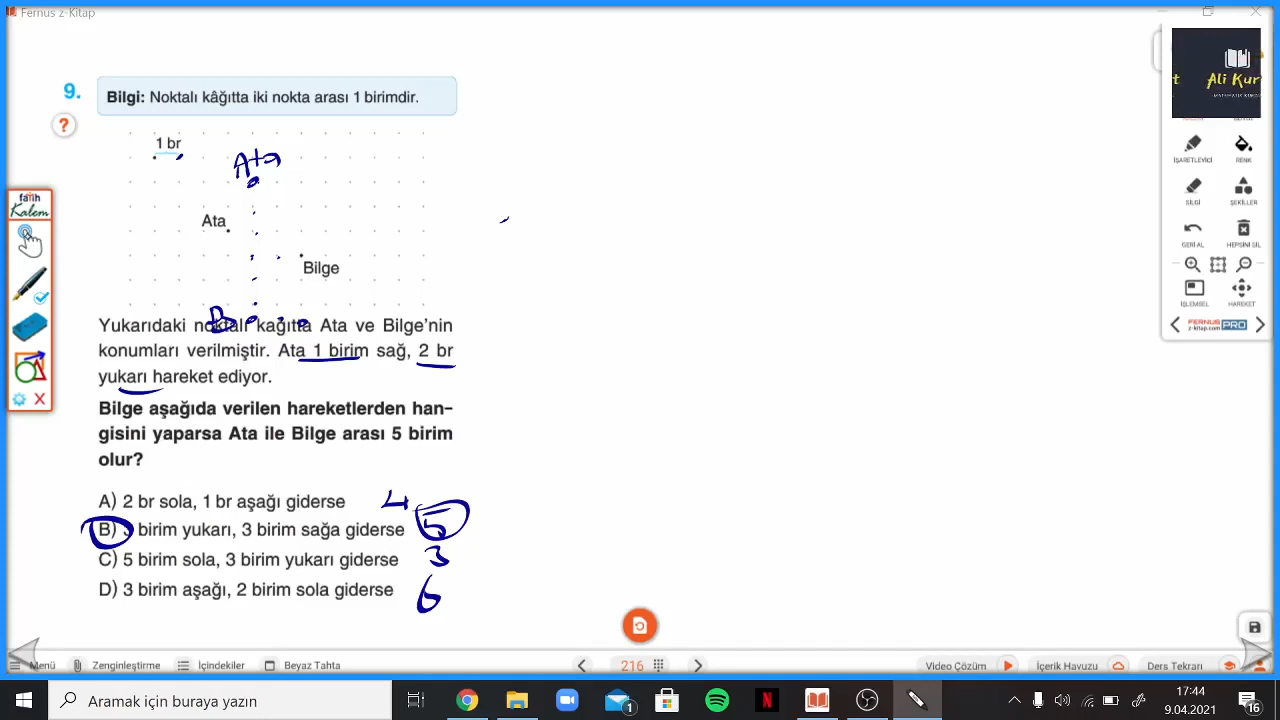 Fernus z-Kitap
9.
Bilgi: Noktalı kâğıtta iki nokta arası 1 birimdir.
?
1 br
Ata
Ata
Bilge
B
Yukarıdaki noktalı kağıtta Ata ve Bilge'nin
konumları verilmiştir. Ata 1 birim sağ, 2 br
yukarı hareket ediyor.
Bilge aşağıda verilen hareketlerden han-
gisini yaparsa Ata ile Bilge arası 5 birim
olur?
A) 2 br sola, 1 br aşağı giderse 4
B) 3 birim yukarı, 3 birim sağa giderse 5
C) 5 birim sola, 3 birim yukarı giderse 3
D) 3 birim aşağı, 2 birim sola giderse 6
fatih
Kalem
Ali Kur
İŞARETLEYİCİ RENK
SİLGİ ŞEKİLLER
GERİ AL HEPSİNİ SİL
İŞLEMSEL HAREKET
FERNUS
z-kitap.com PRO
Menü Zenginleştirme İçindekiler Beyaz Tahta 216 Video Çözüm İçerik Havuzu Ders Tekrarı
Aramak için buraya yazın
1
N
17:44
9.04.2021
16